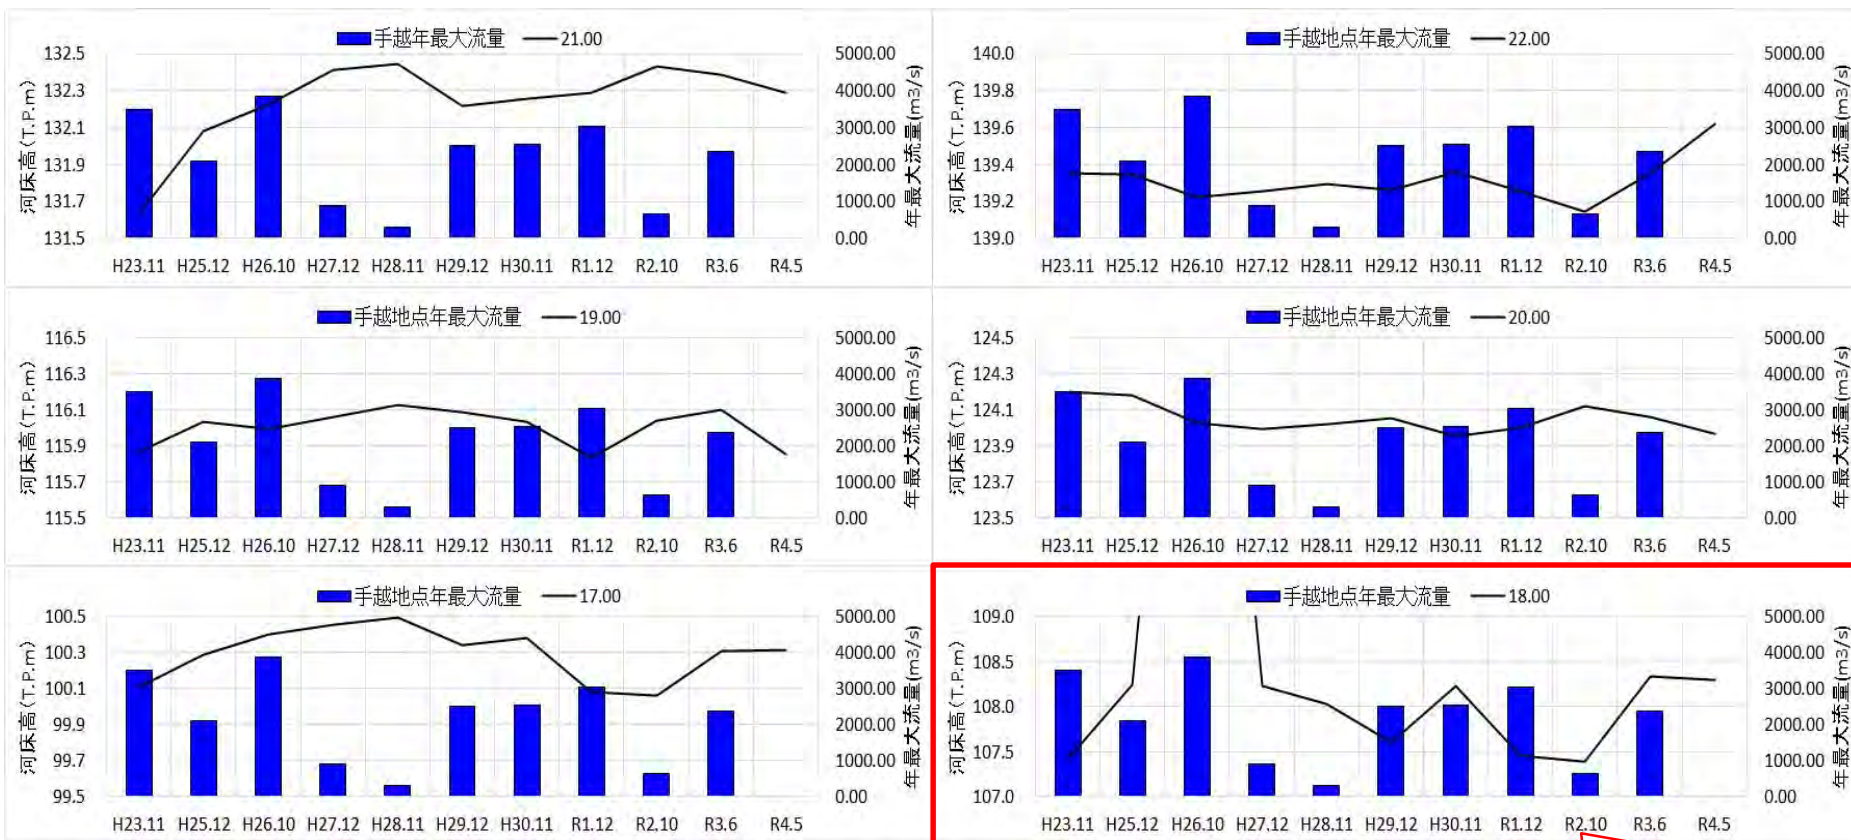 手越年最大流量 21.00
河床高(T.P.m)
132.5
132.3
132.1
131.9
131.7
131.5
5000.00
4000.00
3000.00
2000.00
1000.00
0.00
年最大流量(m3/s)
H23.11 H25.12 H26.10 H27.12 H28.11 H29.12 H30.11 R1.12 R2.10 R3.6 R4.5
手越地点年最大流量 22.00
河床高(T.P.m)
140.0
139.8
139.6
139.4
139.2
139.0
5000.00
4000.00
3000.00
2000.00
1000.00
0.00
年最大流量(m3/s)
H23.11 H25.12 H26.10 H27.12 H28.11 H29.12 H30.11 R1.12 R2.10 R3.6 R4.5
手越地点年最大流量 19.00
河床高(T.P.m)
116.5
116.3
116.1
115.9
115.7
115.5
5000.00
4000.00
3000.00
2000.00
1000.00
0.00
年最大流量(m3/s)
H23.11 H25.12 H26.10 H27.12 H28.11 H29.12 H30.11 R1.12 R2.10 R3.6 R4.5
手越地点年最大流量 20.00
河床高(T.P.m)
124.5
124.3
124.1
123.9
123.7
123.5
5000.00
4000.00
3000.00
2000.00
1000.00
0.00
年最大流量(m3/s)
H23.11 H25.12 H26.10 H27.12 H28.11 H29.12 H30.11 R1.12 R2.10 R3.6 R4.5
手越地点年最大流量 17.00
河床高(T.P.m)
100.5
100.3
100.1
99.9
99.7
99.5
5000.00
4000.00
3000.00
2000.00
1000.00
0.00
年最大流量(m3/s)
H23.11 H25.12 H26.10 H27.12 H28.11 H29.12 H30.11 R1.12 R2.10 R3.6 R4.5
手越地点年最大流量 18.00
河床高(T.P.m)
109.0
108.5
108.0
107.5
107.0
5000.00
4000.00
3000.00
2000.00
1000.00
0.00
年最大流量(m3/s)
H23.11 H25.12 H26.10 H27.12 H28.11 H29.12 H30.11 R1.12 R2.10 R3.6 R4.5